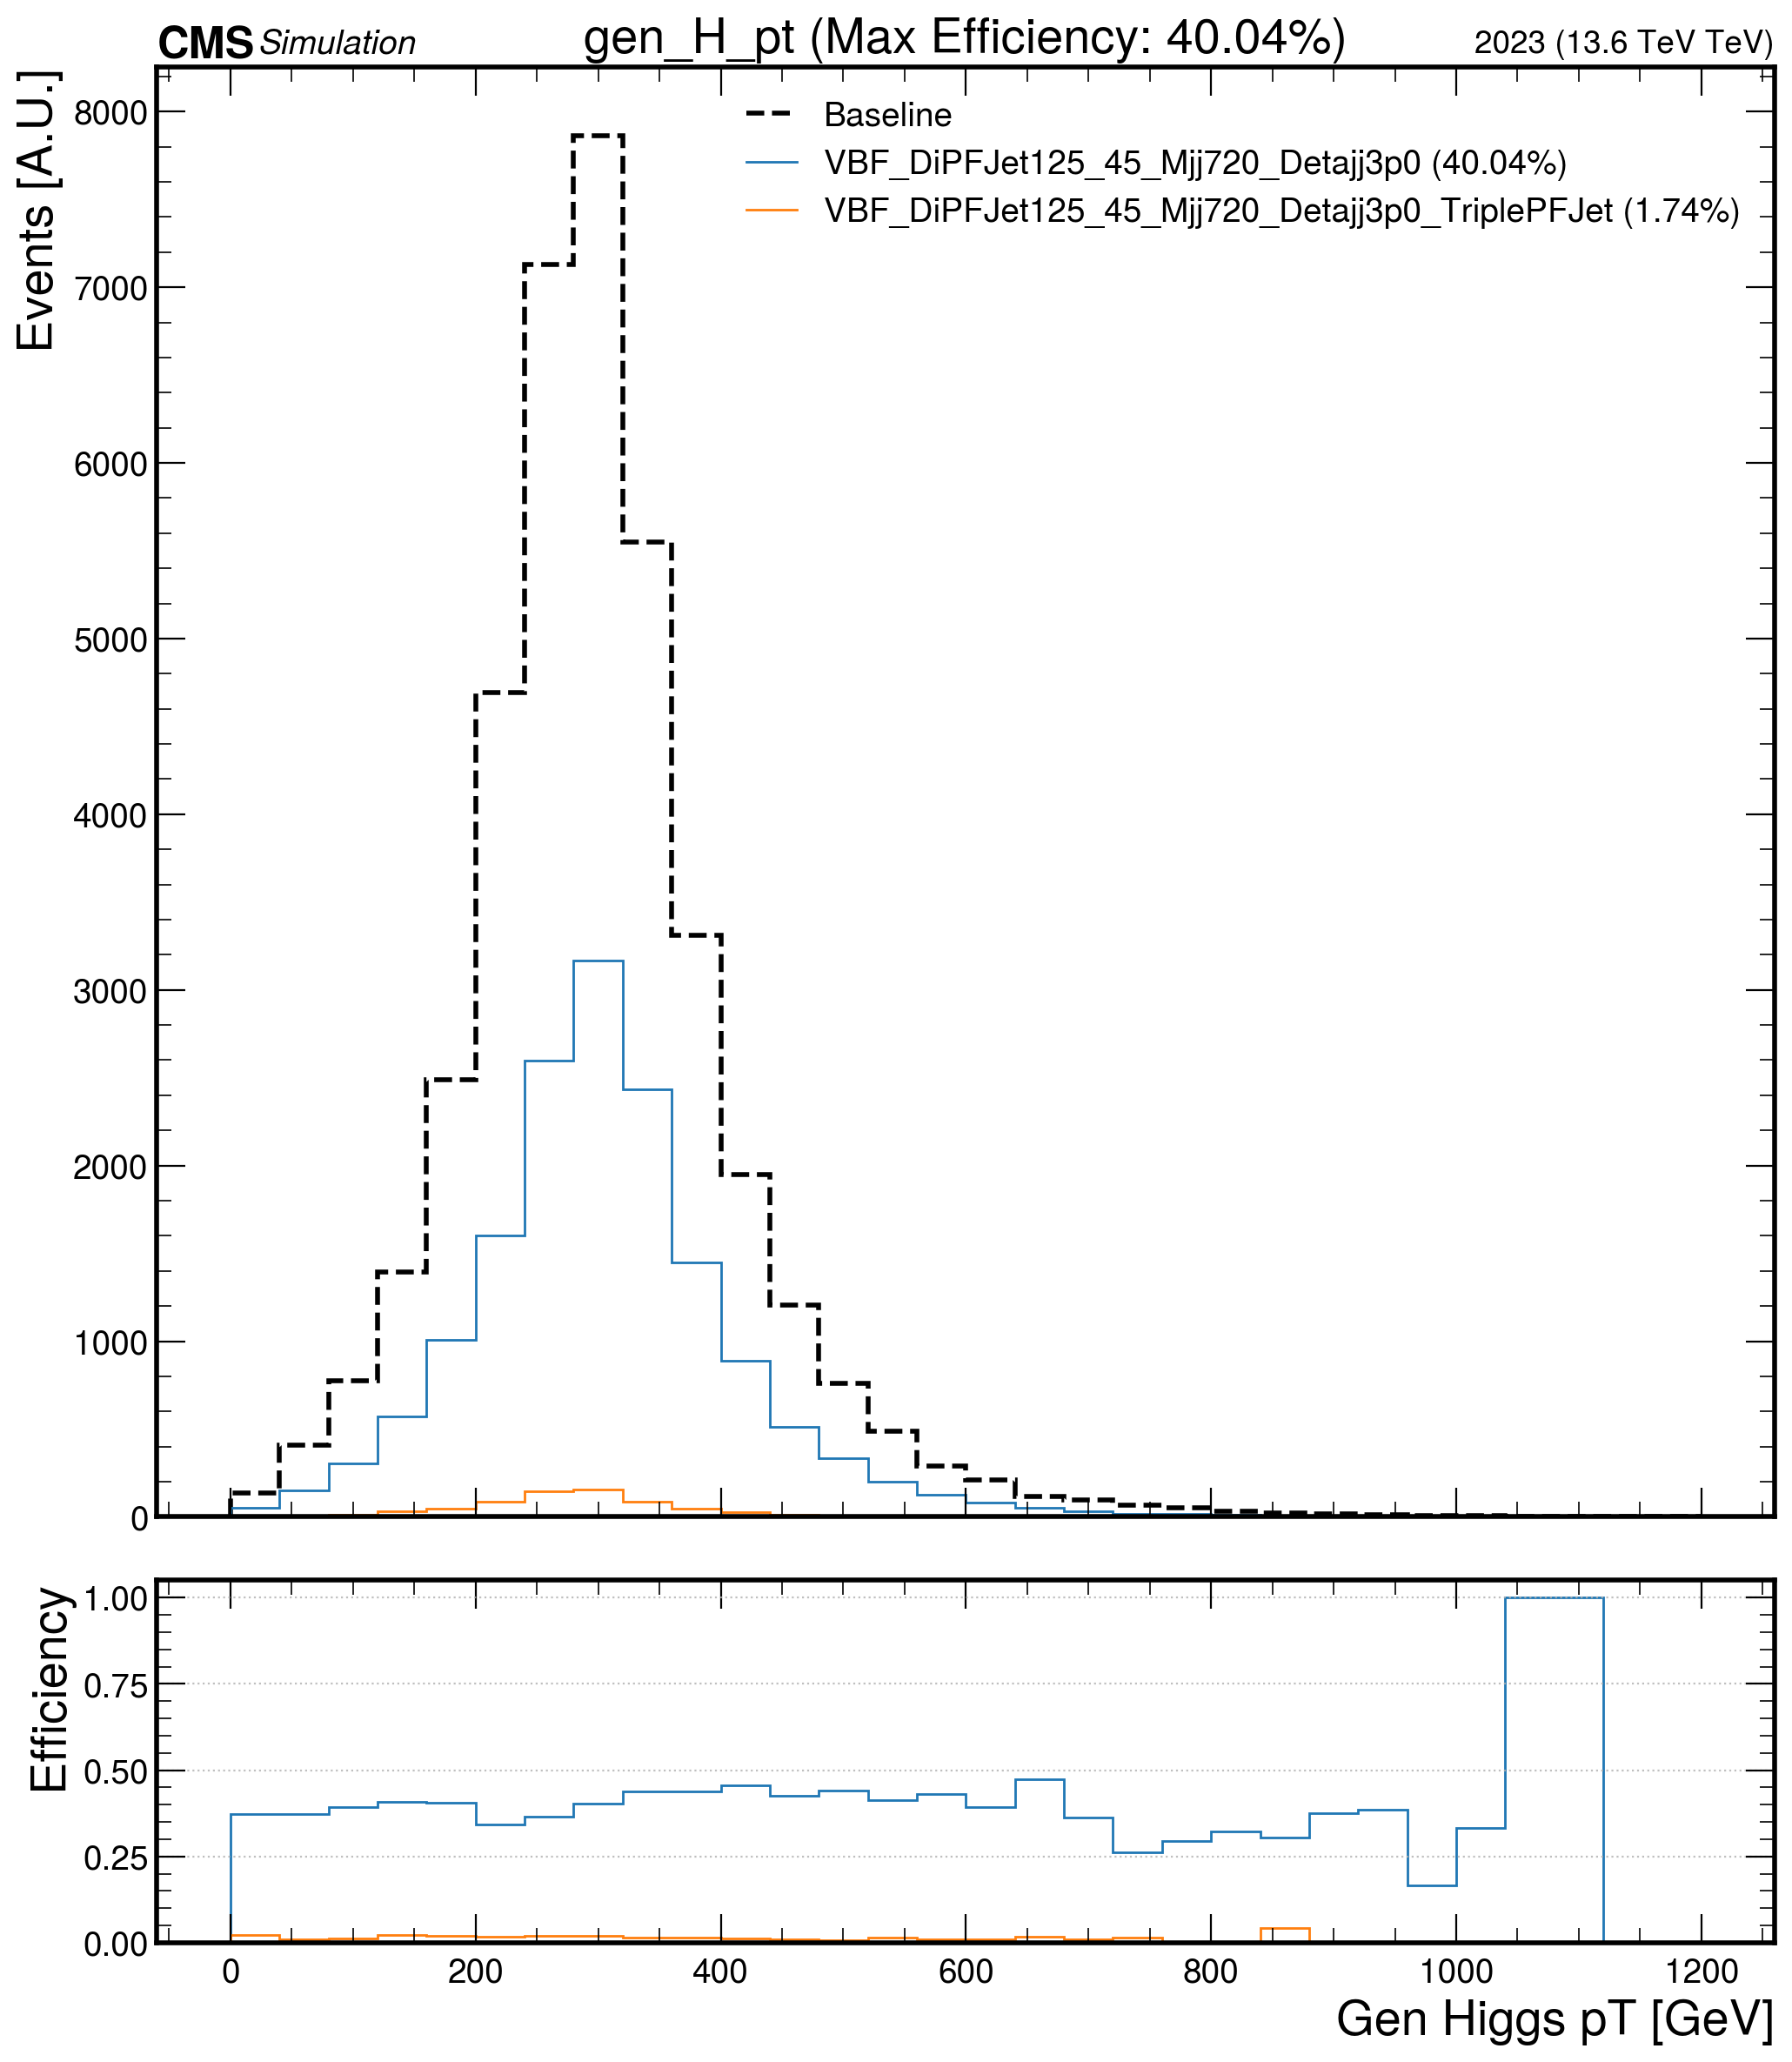 CMS Simulation gen_H_pt (Max Efficiency: 40.04%) 2023 (13.6 TeV TeV)
Events [A.U.]
Baseline
VBF_DiPFJet125_45_Mjj720_Detajj3p0 (40.04%)
VBF_DiPFJet125_45_Mjj720_Detajj3p0_TriplePFJet (1.74%)
8000
7000
6000
5000
4000
3000
2000
1000
0
Efficiency
1.00
0.75
0.50
0.25
0.00
0 200 400 600 800 1000 1200
Gen Higgs pT [GeV]